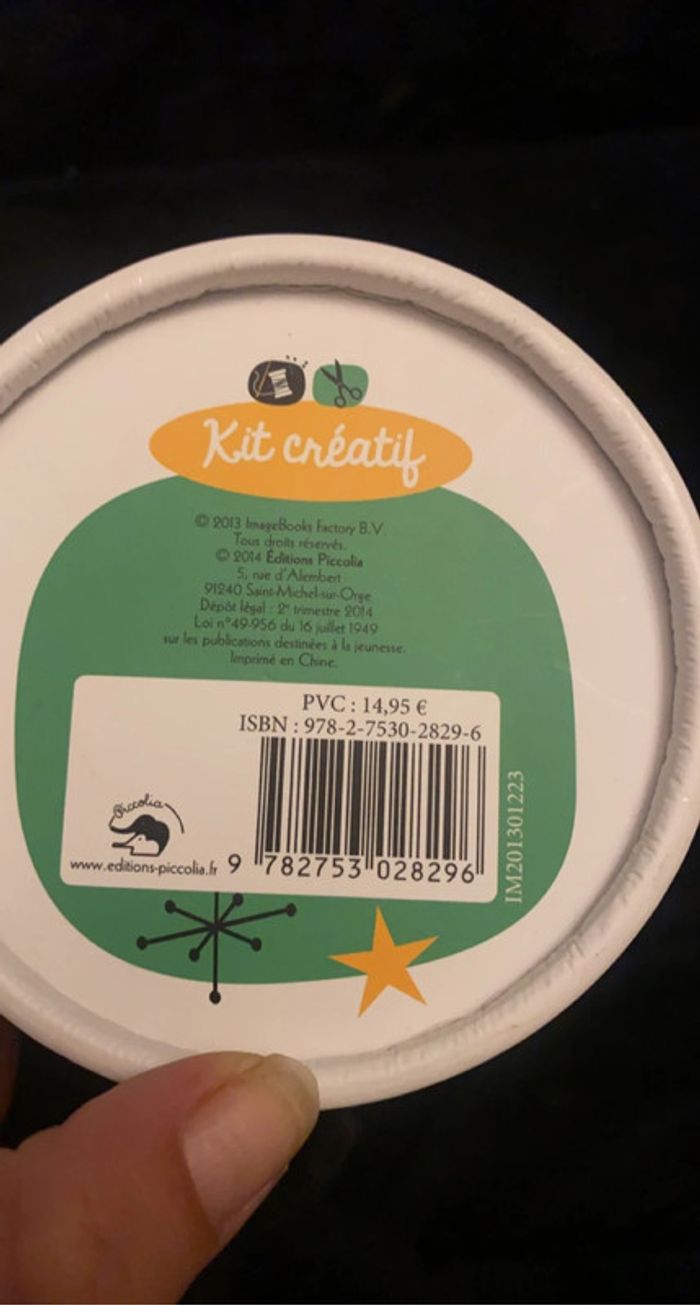 Kit créatif
© 2013 ImageBooks Factory B.V.
Tous droits réservés.
© 2014 Éditions Piccolia
5, rue d'Alembert
91240 Saint-Michel-sur-Orge
Dépôt légal : 2e trimestre 2014
Loi n°49-956 du 16 juillet 1949
sur les publications destinées à la jeunesse.
Imprimé en Chine.
PVC : 14,95 €
ISBN : 978-2-7530-2829-6
Piccolia
www.editions-piccolia.fr
9 782753 028296
IM201301223